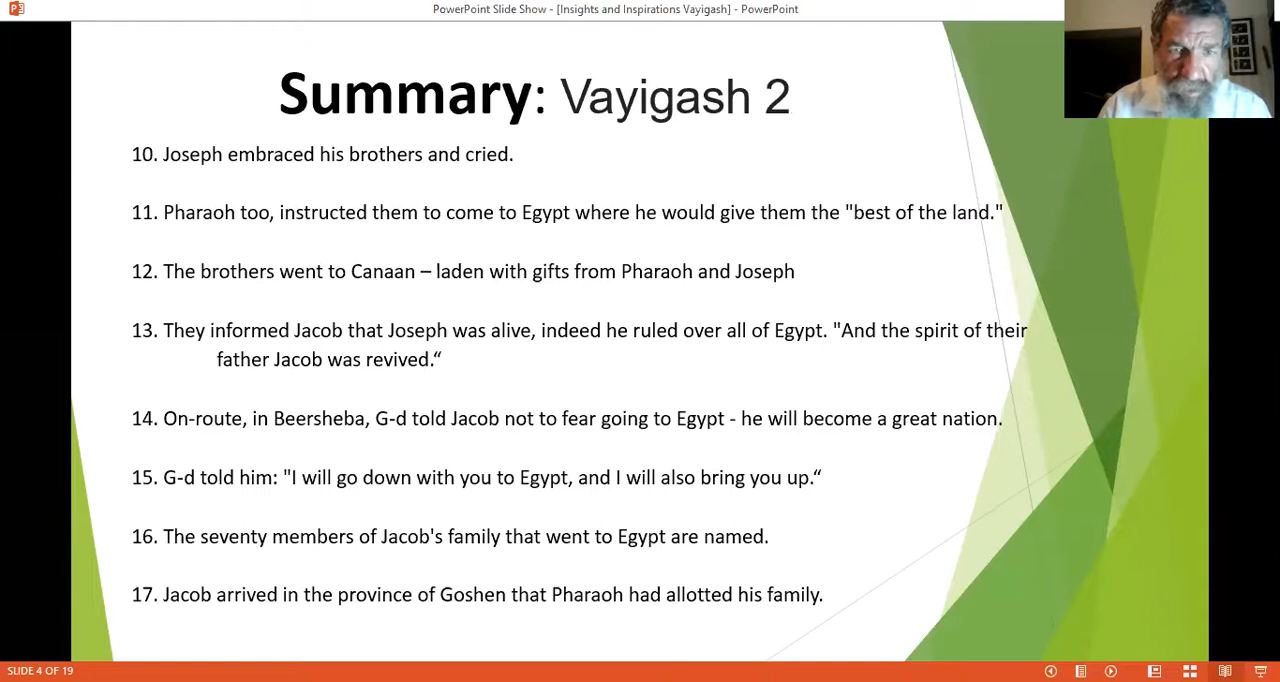 PowerPoint Slide Show - [Insights and Inspirations Vayigash] - PowerPoint
Summary: Vayigash 2
10. Joseph embraced his brothers and cried.
11. Pharaoh too, instructed them to come to Egypt where he would give them the "best of the land."
12. The brothers went to Canaan – laden with gifts from Pharaoh and Joseph
13. They informed Jacob that Joseph was alive, indeed he ruled over all of Egypt. "And the spirit of their
father Jacob was revived.“
14. On-route, in Beersheba, G-d told Jacob not to fear going to Egypt - he will become a great nation.
15. G-d told him: "I will go down with you to Egypt, and I will also bring you up.“
16. The seventy members of Jacob's family that went to Egypt are named.
17. Jacob arrived in the province of Goshen that Pharaoh had allotted his family.
SLIDE 4 OF 19